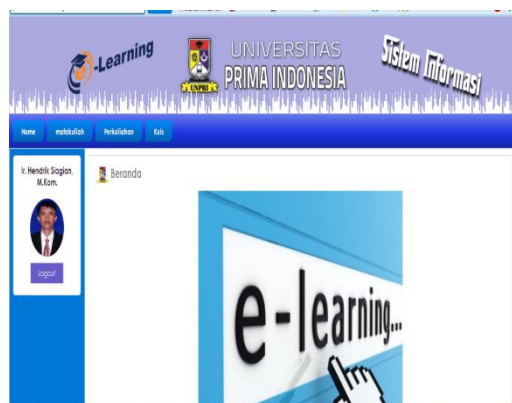 e-Learning
UNPRI
UNIVERSITAS
PRIMA INDONESIA
Sistem Informasi
Home matakuliah Perkuliahan Kuis
Ir. Hendrik Siagian,
M.Kom.
Logout
Beranda
e-learning...